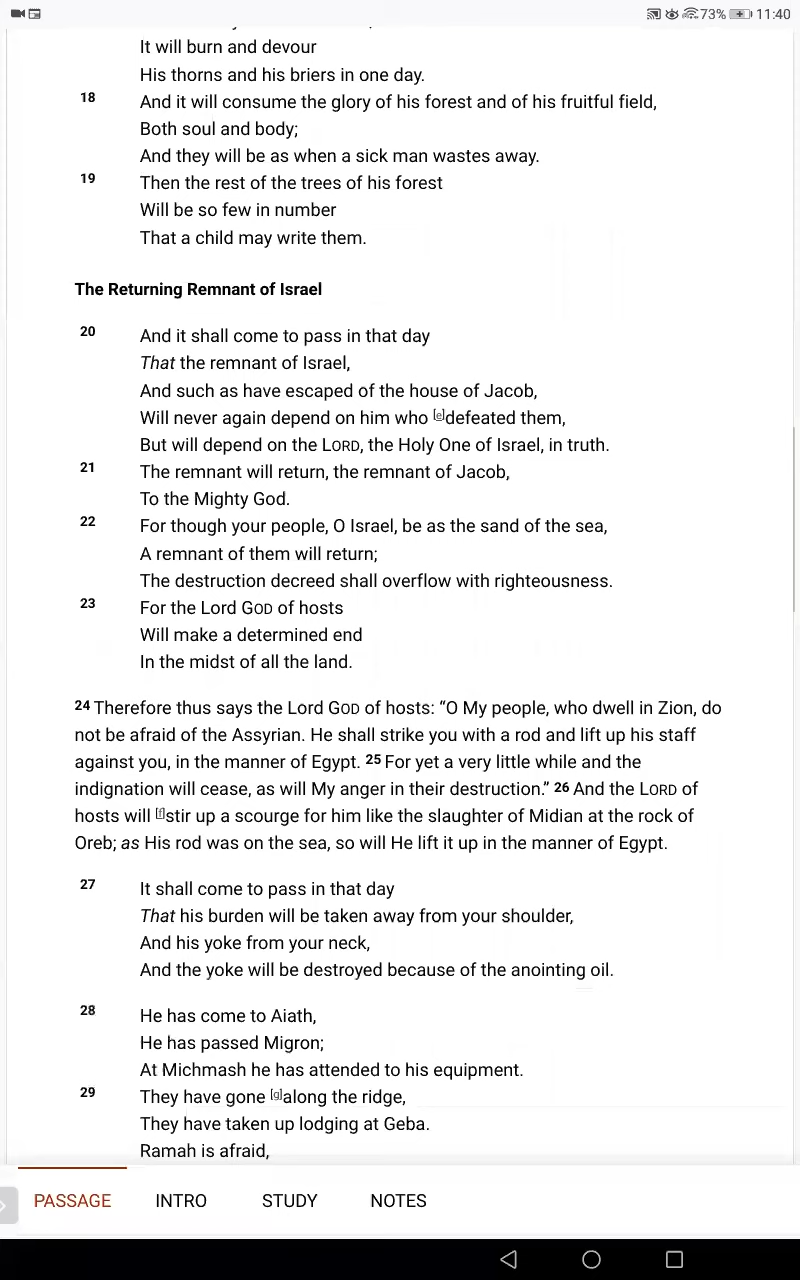 73% 11:40
It will burn and devour
His thorns and his briers in one day.
18 And it will consume the glory of his forest and of his fruitful field,
Both soul and body;
And they will be as when a sick man wastes away.
19 Then the rest of the trees of his forest
Will be so few in number
That a child may write them.
The Returning Remnant of Israel
20 And it shall come to pass in that day
That the remnant of Israel,
And such as have escaped of the house of Jacob,
Will never again depend on him who [e]defeated them,
But will depend on the LORD, the Holy One of Israel, in truth.
21 The remnant will return, the remnant of Jacob,
To the Mighty God.
22 For though your people, O Israel, be as the sand of the sea,
A remnant of them will return;
The destruction decreed shall overflow with righteousness.
23 For the Lord GOD of hosts
Will make a determined end
In the midst of all the land.
24 Therefore thus says the Lord GOD of hosts: “O My people, who dwell in Zion, do
not be afraid of the Assyrian. He shall strike you with a rod and lift up his staff
against you, in the manner of Egypt. 25 For yet a very little while and the
indignation will cease, as will My anger in their destruction.” 26 And the LORD of
hosts will [f]stir up a scourge for him like the slaughter of Midian at the rock of
Oreb; as His rod was on the sea, so will He lift it up in the manner of Egypt.
27 It shall come to pass in that day
That his burden will be taken away from your shoulder,
And his yoke from your neck,
And the yoke will be destroyed because of the anointing oil.
28 He has come to Aiath,
He has passed Migron;
At Michmash he has attended to his equipment.
29 They have gone [g]along the ridge,
They have taken up lodging at Geba.
Ramah is afraid,
PASSAGE INTRO STUDY NOTES